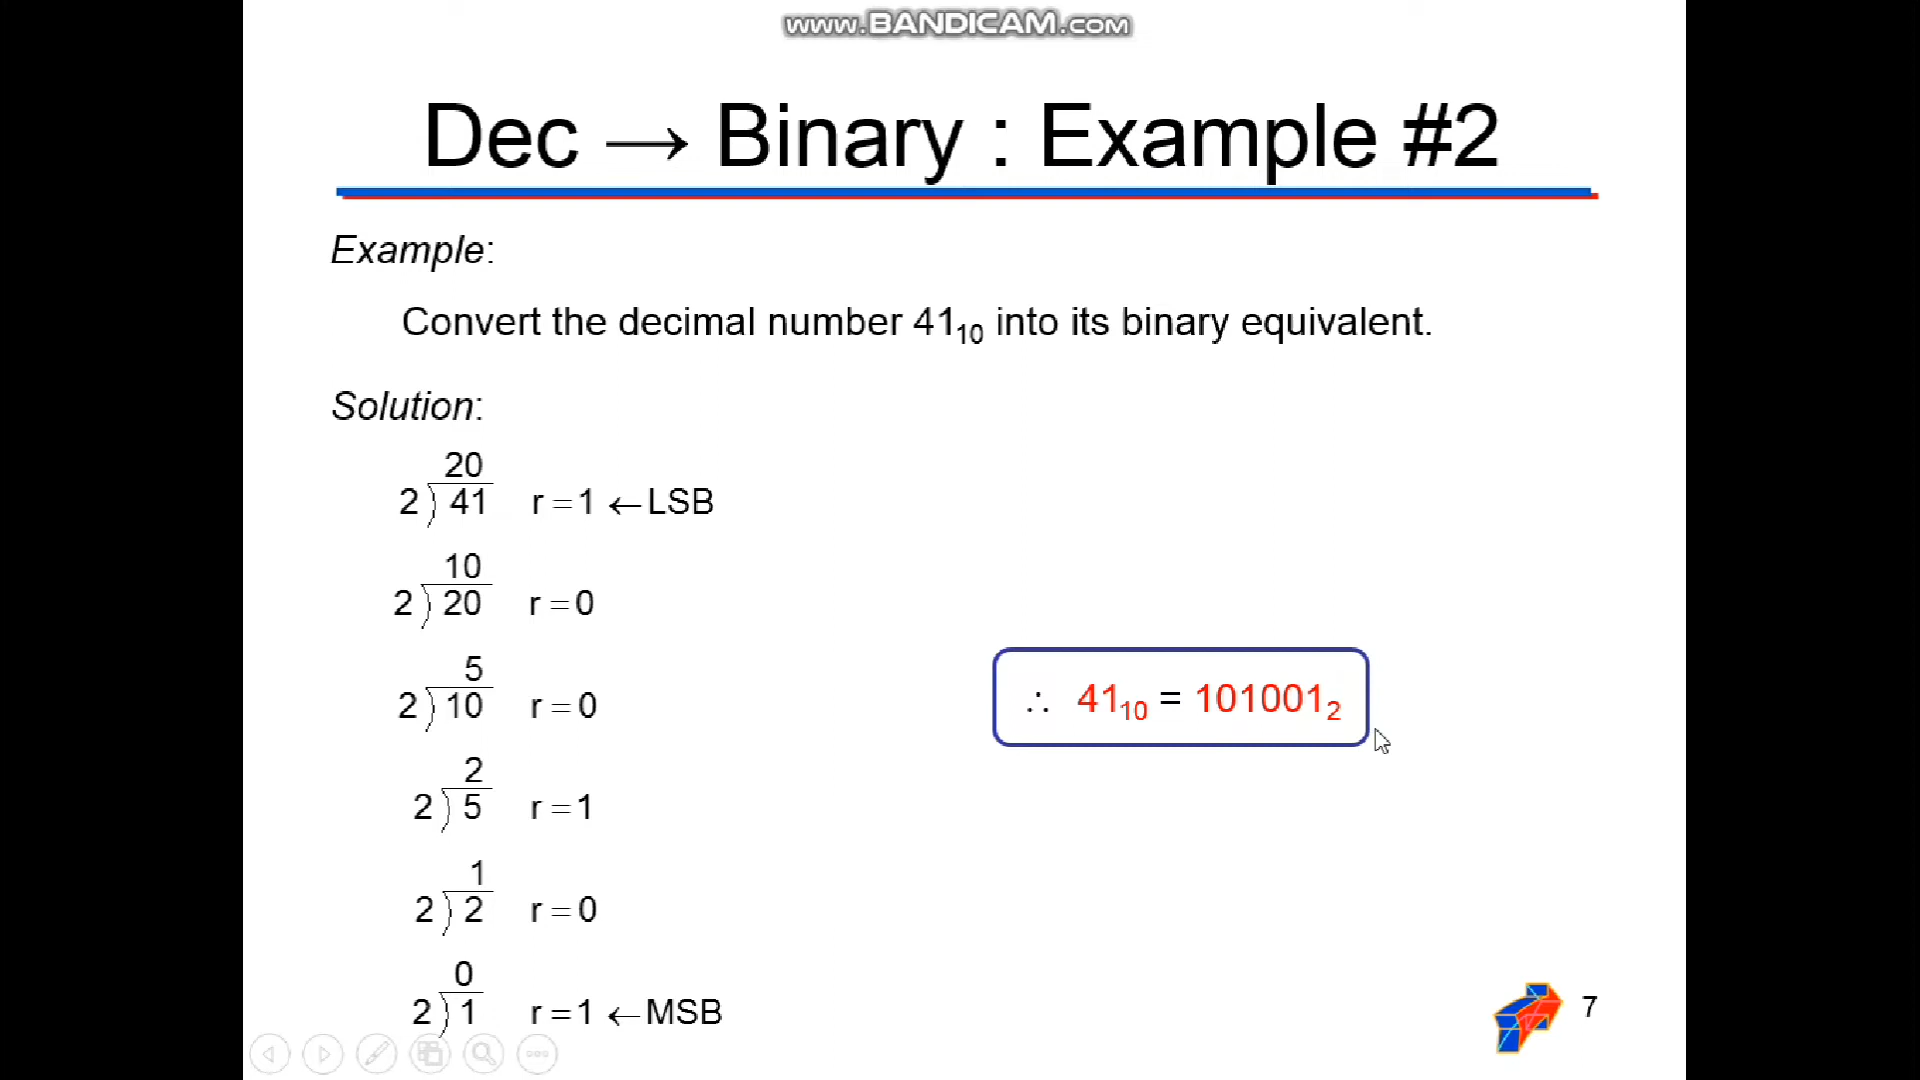 www.BANDICAM.com
Dec → Binary : Example #2
Example:
Convert the decimal number 41₁₀ into its binary equivalent.
Solution:
20
2)41 r = 1 ← LSB
10
2)20 r = 0
5
2)10 r = 0
∴ 41₁₀ = 101001₂
2
2)5 r = 1
1
2)2 r = 0
0
2)1 r = 1 ← MSB
7